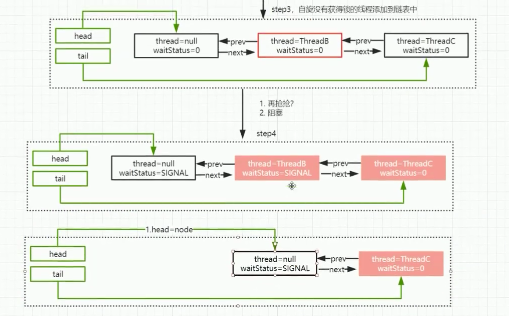 step3、自旋没有获得锁的线程添加到链表中
head
tail
thread=null
waitStatus=0
prev
next
thread=ThreadB
waitStatus=0
prev
next
thread=ThreadC
waitStatus=0
1. 再抢抢?
2. 阻塞
step4
head
tail
thread=null
waitStatus=SIGNAL
prev
next
thread=ThreadB
waitStatus=SIGNAL
prev
next
thread=ThreadC
waitStatus=0
1.head=node
head
tail
thread=null
waitStatus=SIGNAL
prev
next
thread=ThreadC
waitStatus=0